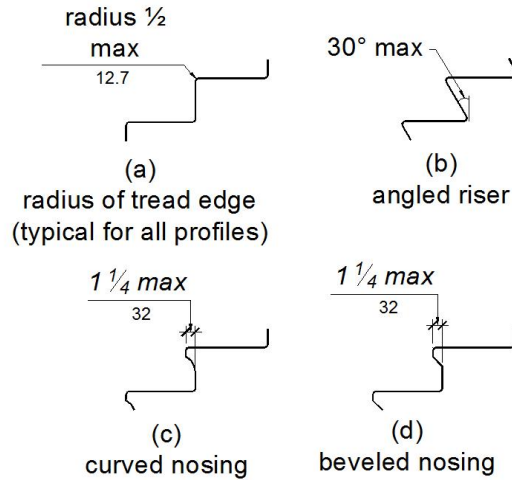 radius ½
max
12.7
(a)
radius of tread edge
(typical for all profiles)
30° max
(b)
angled riser
1 ¼ max
32
(c)
curved nosing
1 ¼ max
32
(d)
beveled nosing